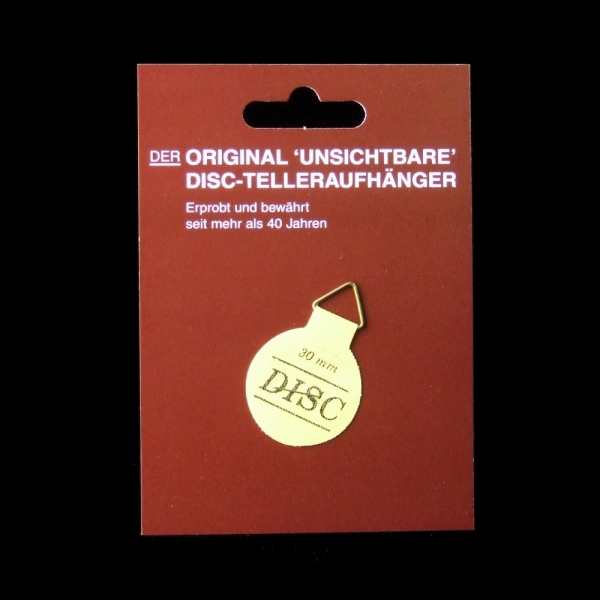 DER ORIGINAL ‘UNSICHTBARE’
DISC-TELLERAUFHÄNGER
Erprobt und bewährt
seit mehr als 40 Jahren
30 mm
DISC